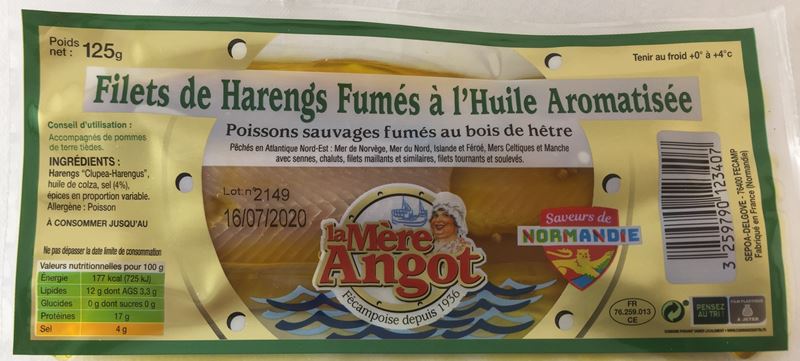 Poids
net : 125g
Tenir au froid +0° à +4°c
Filets de Harengs Fumés à l'Huile Aromatisée
Poissons sauvages fumés au bois de hêtre
Pêchés en Atlantique Nord-Est : Mer de Norvège, Mer du Nord, Islande et Féroé, Mers Celtiques et Manche
avec sennes, chaluts, filets maillants et similaires, filets tournants et soulevés.
Conseil d'utilisation :
Accompagnés de pommes
de terre tièdes.
INGRÉDIENTS :
Harengs "Clupea-Harengus",
huile de colza, sel (4%),
épices en proportion variable.
Allergène : Poisson
À CONSOMMER JUSQU'AU
Ne pas dépasser la date limite de consommation
Valeurs nutritionnelles pour 100 g
Énergie 177 kcal (725 kJ)
Lipides 12 g dont AGS 3,3 g
Glucides 0 g dont sucres 0 g
Protéines 17 g
Sel 4 g
Lot:n°2149
16/07/2020
la Mère
Angot
Fécampoise depuis 1936
Saveurs de
NORMANDIE
3 259790 123407
SEPOA-DELGOVE - 76400 FECAMP
Fabriqué en France (Normandie)
FR
76.259.013
CE
PENSEZ
AU TRI !
FILM PLASTIQUE
À JETER